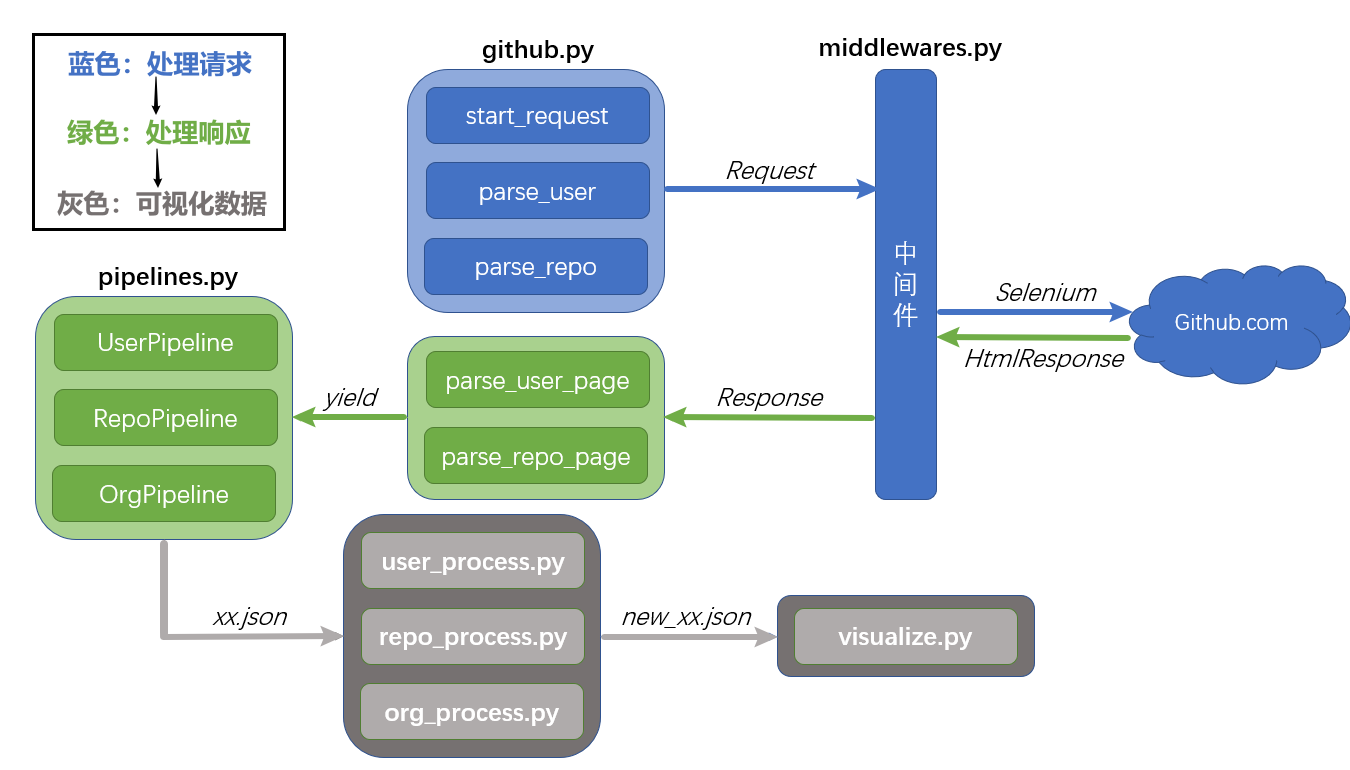 蓝色：处理请求
绿色：处理响应
灰色：可视化数据
github.py
start_request
parse_user
parse_repo
Request
middlewares.py
中
间
件
Selenium
HtmlResponse
Github.com
Response
parse_user_page
parse_repo_page
yield
pipelines.py
UserPipeline
RepoPipeline
OrgPipeline
xx.json
user_process.py
repo_process.py
org_process.py
new_xx.json
visualize.py